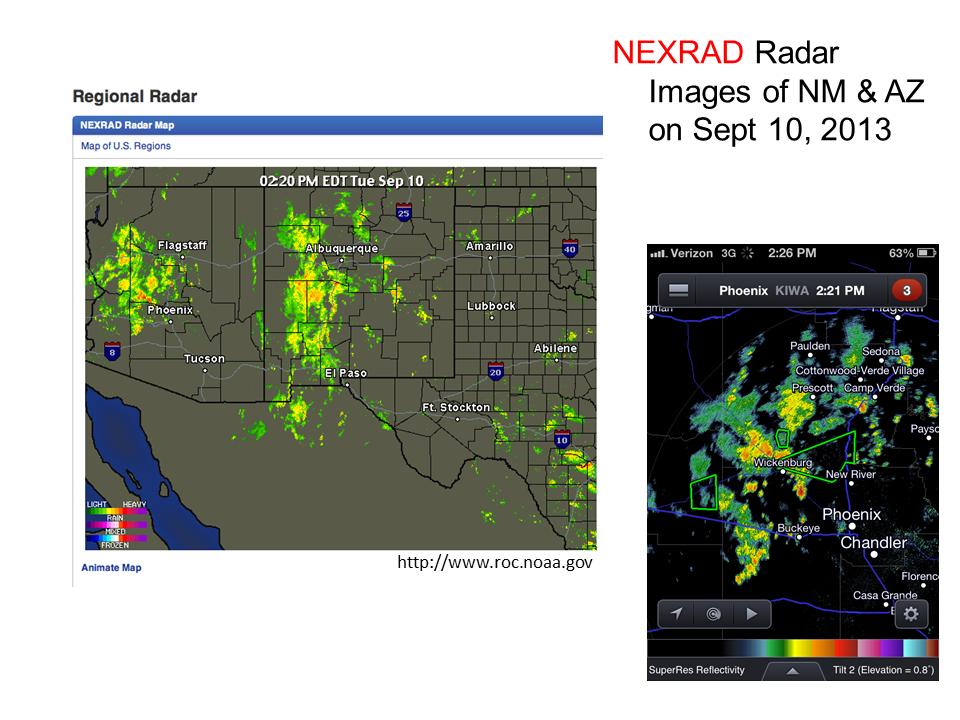 NEXRAD Radar
Images of NM & AZ
on Sept 10, 2013
Regional Radar
NEXRAD Radar Map
Map of U.S. Regions
02:20 PM EDT Tue Sep 10
25
Flagstaff
Albuquerque
Amarillo
40
Phoenix
Lubbock
8
Tucson
Abilene
El Paso
20
Ft. Stockton
10
LIGHT HEAVY
RAIN
MIXED
FROZEN
Animate Map
http://www.roc.noaa.gov
Verizon 3G 2:26 PM 63%
Phoenix KIWA 2:21 PM 3
gman
Flagstaff
Paulden
Sedona
Cottonwood-Verde Village
Prescott Camp Verde
Payso
Wickenburg
New River
Phoenix
Buckeye
Chandler
Florenc
Casa Grande
E
SuperRes Reflectivity Tilt 2 (Elevation = 0.8˚)